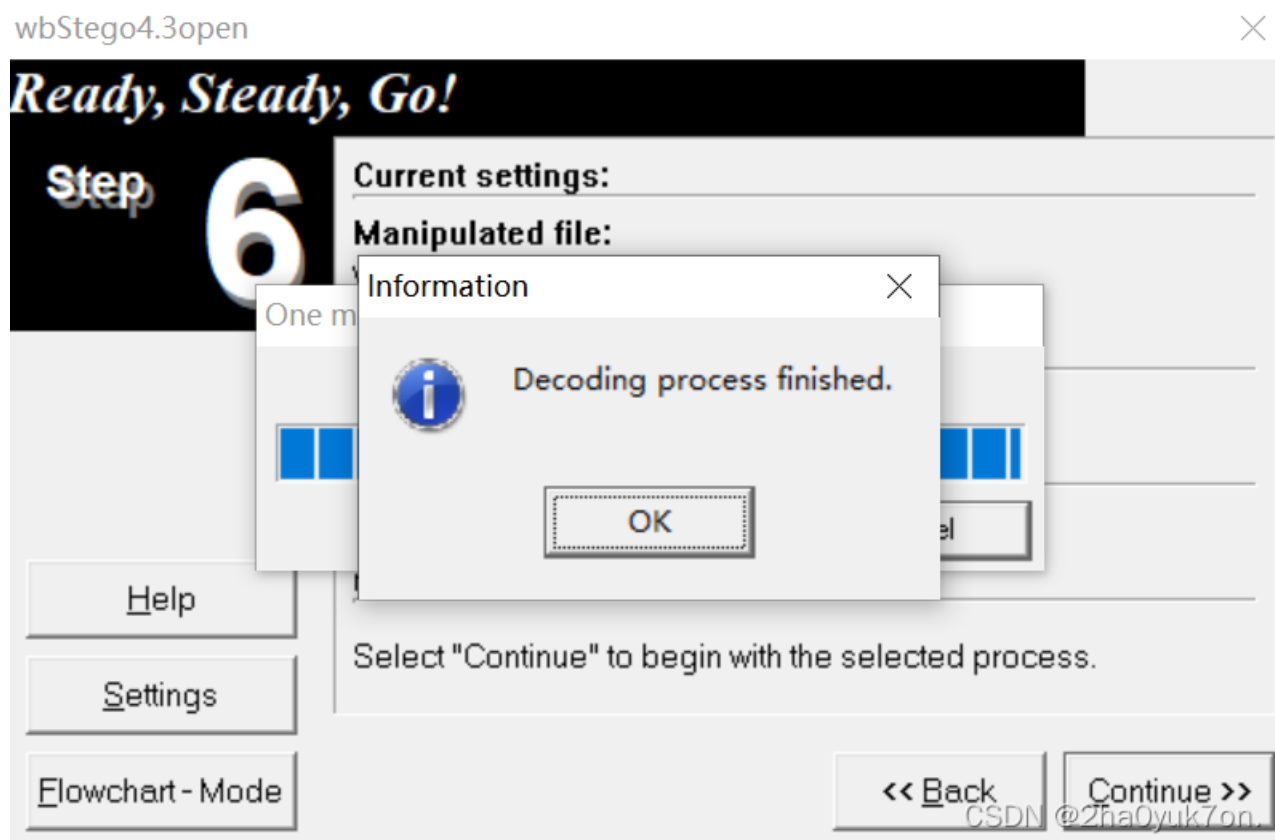 wbStego4.3open
Ready, Steady, Go!
Step 6
Current settings:
Manipulated file:
Information
One m
Decoding process finished.
OK
el
Help
Select "Continue" to begin with the selected process.
Settings
Flowchart - Mode
<< Back
Continue >>
CSDN @2ha0yuk7on.